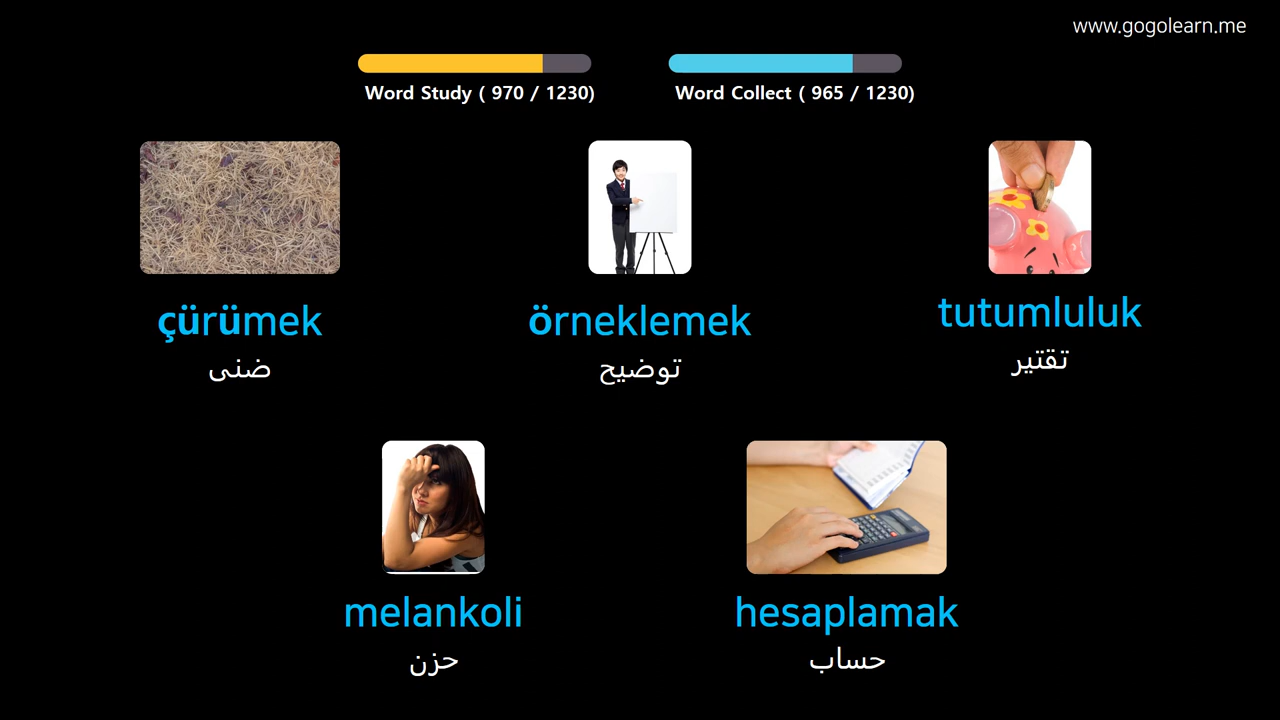 www.gogolearn.me
Word Study ( 970 / 1230)
Word Collect ( 965 / 1230)
çürümek
ضنى
örneklemek
توضيح
tutumluluk
تقتير
melankoli
حزن
hesaplamak
حساب